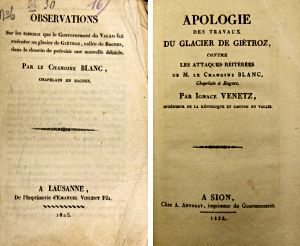 OBSERVATIONS
Sur les travaux que le Gouvernement du Valais fait
exécuter au glacier de Giétroz, vallée de Bagnes,
dans le dessein de prévenir une nouvelle débâcle.
PAR LE CHANOINE BLANC,
CHAPELAIN DE BAGNES.
A LAUSANNE,
De l'Imprimerie d'EMANUEL VINCENT Fils.
1825.
APOLOGIE
DES TRAVAUX
DU GLACIER DE GIÉTROZ,
CONTRE
LES ATTAQUES RÉITÉRÉES
DE M. LE CHANOINE BLANC,
Chapelain à Bagnes.
PAR IGNACE VENETZ,
INGÉNIEUR DE LA RÉPUBLIQUE ET CANTON DU VALAIS.
A SION,
Chez A. ADVOCAT, imprimeur du Gouvernement.